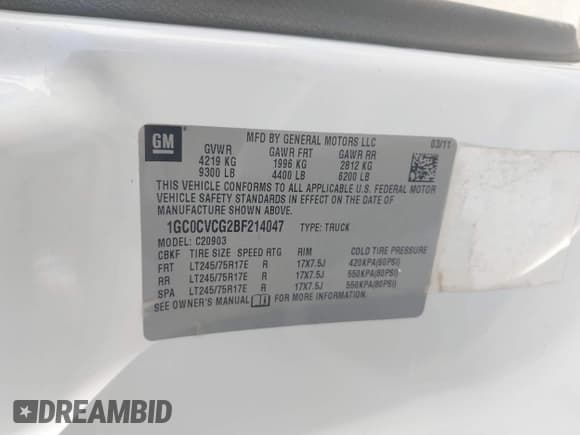 GM
MFD BY GENERAL MOTORS LLC 03/11
GVWR GAWR FRT GAWR RR
4219 KG 1996 KG 2812 KG
9300 LB 4400 LB 6200 LB
THIS VEHICLE CONFORMS TO ALL APPLICABLE U.S. FEDERAL MOTOR
VEHICLE SAFETY STANDARDS IN EFFECT ON THE DATE OF
MANUFACTURE SHOWN ABOVE.
1GC0CVCG2BF214047 TYPE: TRUCK
MODEL: C20903
CBKF TIRE SIZE SPEED RTG RIM COLD TIRE PRESSURE
FRT LT245/75R17E R 17X7.5J 420KPA(60PSI)
RR LT245/75R17E R 17X7.5J 550KPA(80PSI)
SPA LT245/75R17E R 17X7.5J 550KPA(80PSI)
SEE OWNER'S MANUAL FOR MORE INFORMATION.
DREAMBID